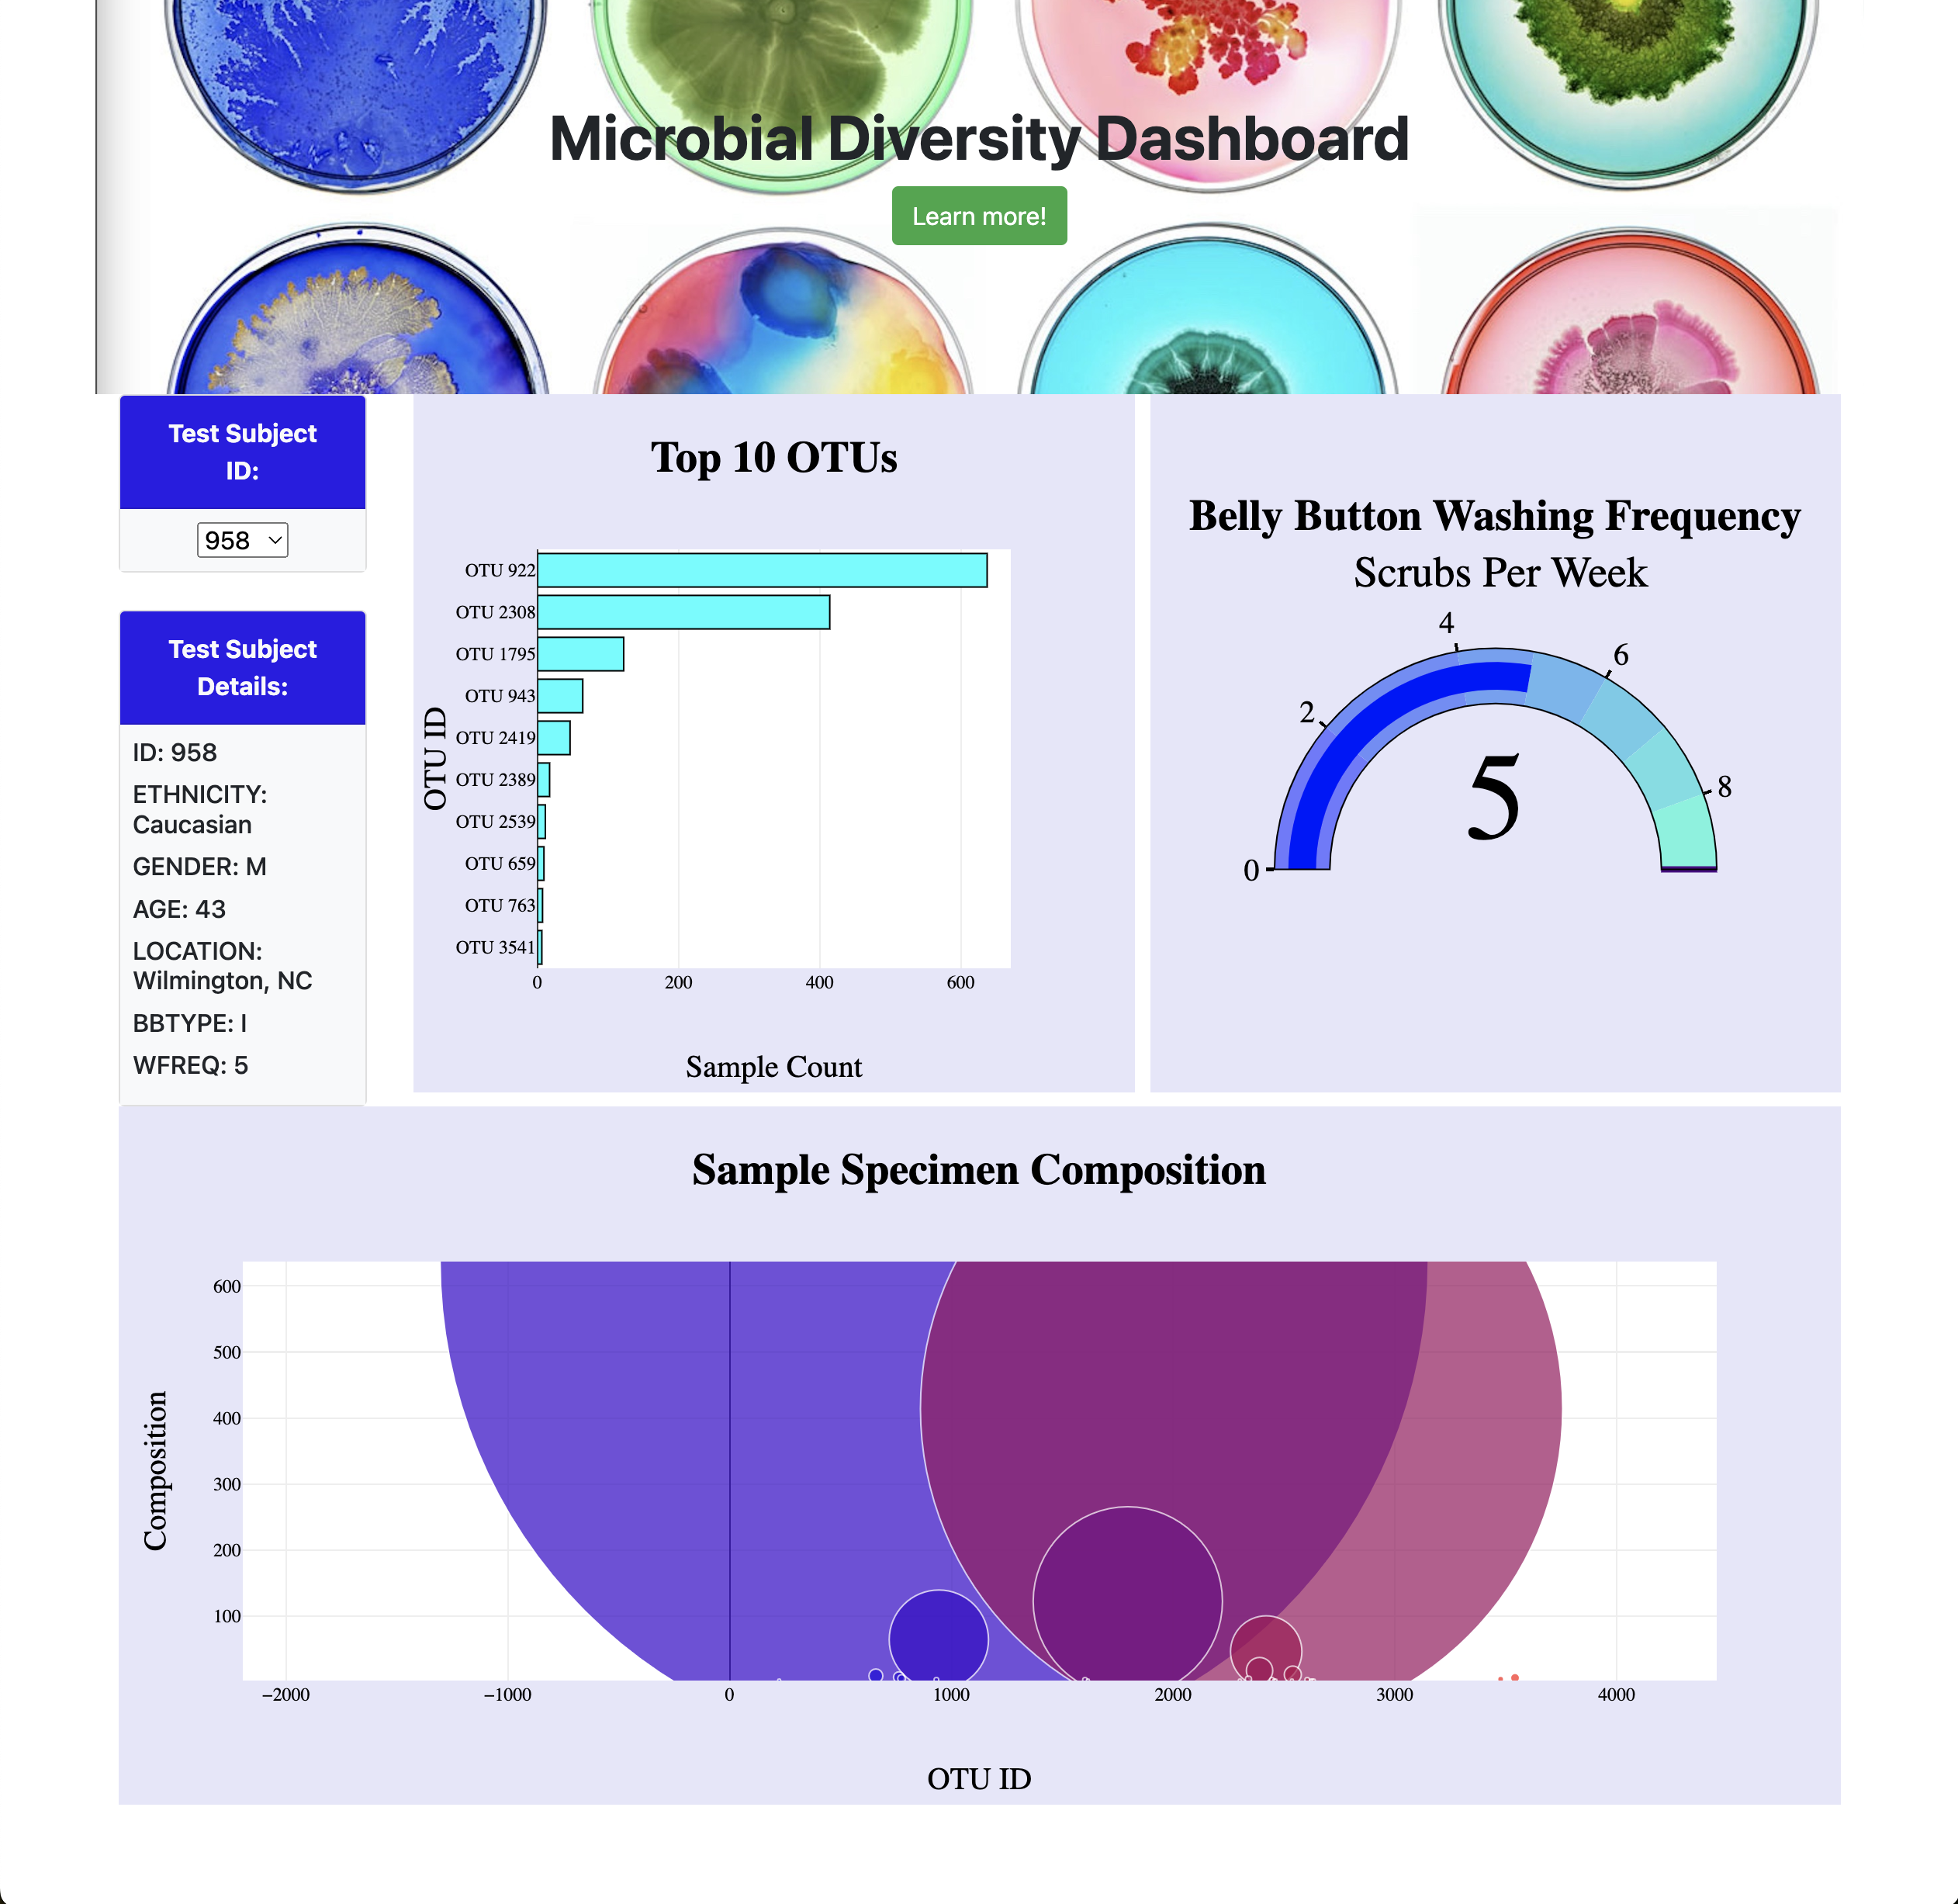 Microbial Diversity Dashboard
Learn more!
Test Subject
ID:
958
Test Subject
Details:
ID: 958
ETHNICITY:
Caucasian
GENDER: M
AGE: 43
LOCATION:
Wilmington, NC
BBTYPE: I
WFREQ: 5
Top 10 OTUs
OTU ID
OTU 922
OTU 2308
OTU 1795
OTU 943
OTU 2419
OTU 2389
OTU 2539
OTU 659
OTU 763
OTU 3541
0 200 400 600
Sample Count
Belly Button Washing Frequency
Scrubs Per Week
0 2 4 6 8
5
Sample Specimen Composition
Composition
600
500
400
300
200
100
−2000 −1000 0 1000 2000 3000 4000
OTU ID